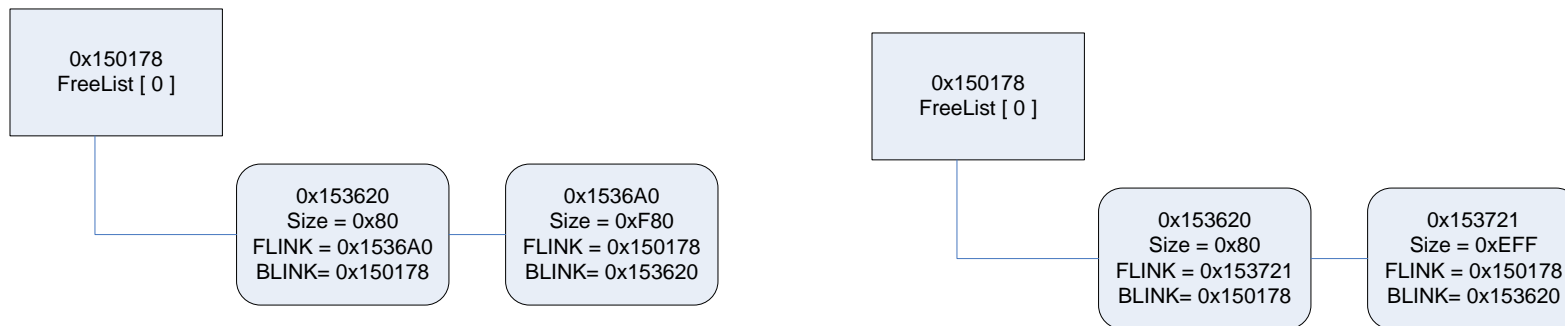 0x150178
FreeList [ 0 ]
0x153620
Size = 0x80
FLINK = 0x1536A0
BLINK= 0x150178
0x1536A0
Size = 0xF80
FLINK = 0x150178
BLINK= 0x153620
0x150178
FreeList [ 0 ]
0x153620
Size = 0x80
FLINK = 0x153721
BLINK= 0x150178
0x153721
Size = 0xEFF
FLINK = 0x150178
BLINK= 0x153620